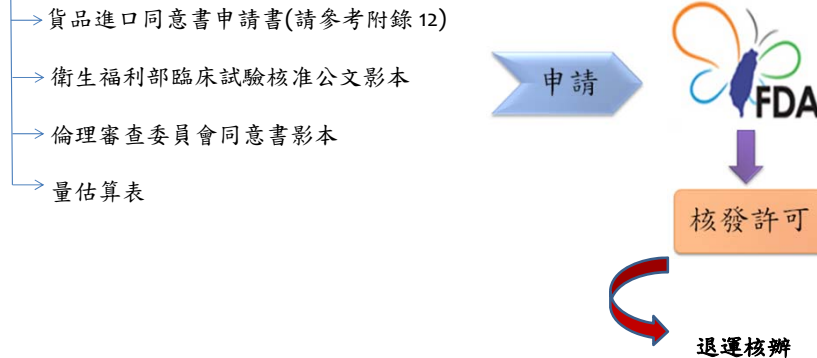 貨品進口同意書申請書(請參考附錄 12)
衛生福利部臨床試驗核准公文影本
倫理審查委員會同意書影本
量估算表
申請
FDA
核發許可
退運核辦